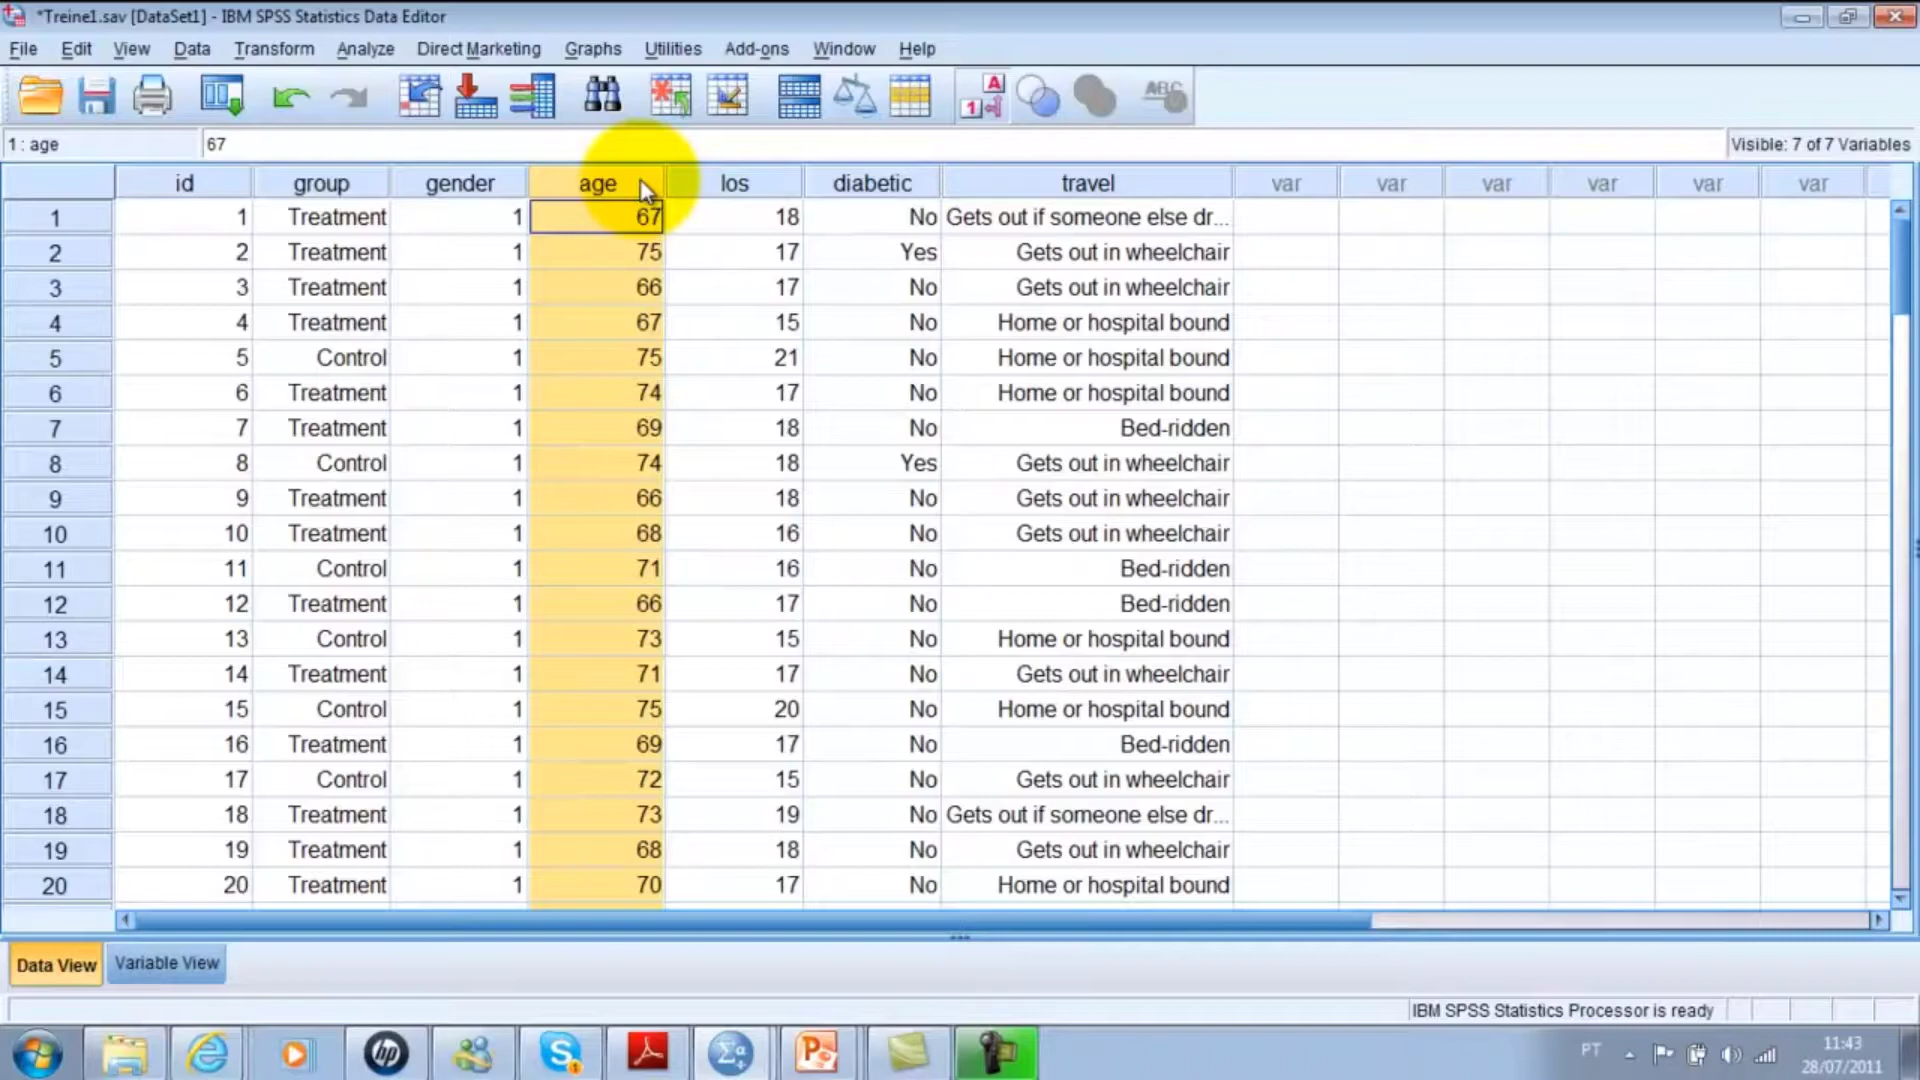 *Treine1.sav [DataSet1] - IBM SPSS Statistics Data Editor
File Edit View Data Transform Analyze Direct Marketing Graphs Utilities Add-ons Window Help
A
1
ABC
1 : age 67 Visible: 7 of 7 Variables
id group gender age los diabetic travel var var var var var var
1 1 Treatment 1 67 18 No Gets out if someone else dr...
2 2 Treatment 1 75 17 Yes Gets out in wheelchair
3 3 Treatment 1 66 17 No Gets out in wheelchair
4 4 Treatment 1 67 15 No Home or hospital bound
5 5 Control 1 75 21 No Home or hospital bound
6 6 Treatment 1 74 17 No Home or hospital bound
7 7 Treatment 1 69 18 No Bed-ridden
8 8 Control 1 74 18 Yes Gets out in wheelchair
9 9 Treatment 1 66 18 No Gets out in wheelchair
10 10 Treatment 1 68 16 No Gets out in wheelchair
11 11 Control 1 71 16 No Bed-ridden
12 12 Treatment 1 66 17 No Bed-ridden
13 13 Control 1 73 15 No Home or hospital bound
14 14 Treatment 1 71 17 No Gets out in wheelchair
15 15 Control 1 75 20 No Home or hospital bound
16 16 Treatment 1 69 17 No Bed-ridden
17 17 Control 1 72 15 No Gets out in wheelchair
18 18 Treatment 1 73 19 No Gets out if someone else dr...
19 19 Treatment 1 68 18 No Gets out in wheelchair
20 20 Treatment 1 70 17 No Home or hospital bound
Data View Variable View
IBM SPSS Statistics Processor is ready
hp S Σα P PT 11:43
28/07/2011